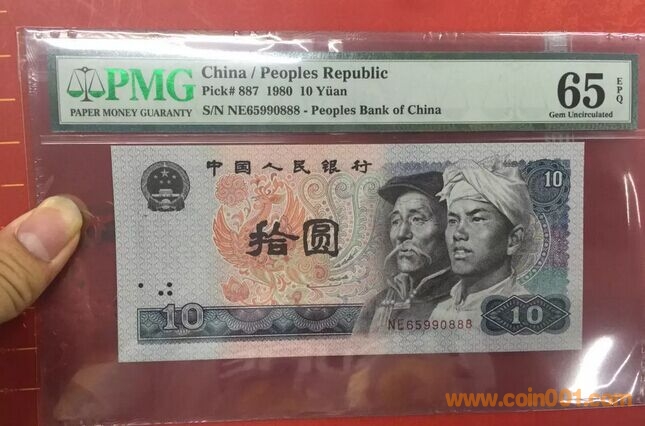 PMG
PAPER MONEY GUARANTY
China / Peoples Republic
Pick# 887 1980 10 Yüan
S/N NE65990888 - Peoples Bank of China
65 EPQ
Gem Uncirculated
中国人民银行
10
拾圆
10
NE65990888
10
www.coin001.com